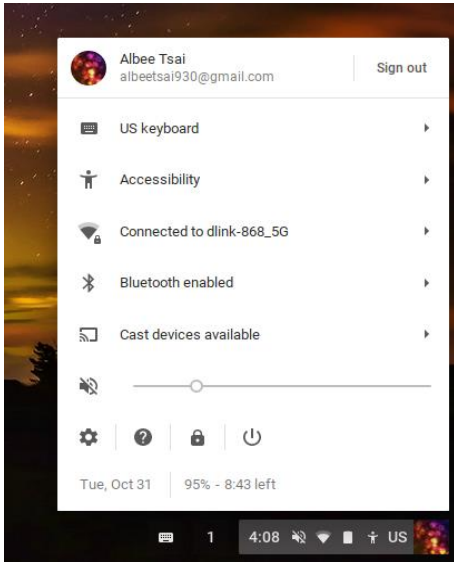 Albee Tsai
albeetsai930@gmail.com
Sign out
US keyboard
Accessibility
Connected to dlink-868_5G
Bluetooth enabled
Cast devices available
Tue, Oct 31
95% - 8:43 left
1
4:08
US